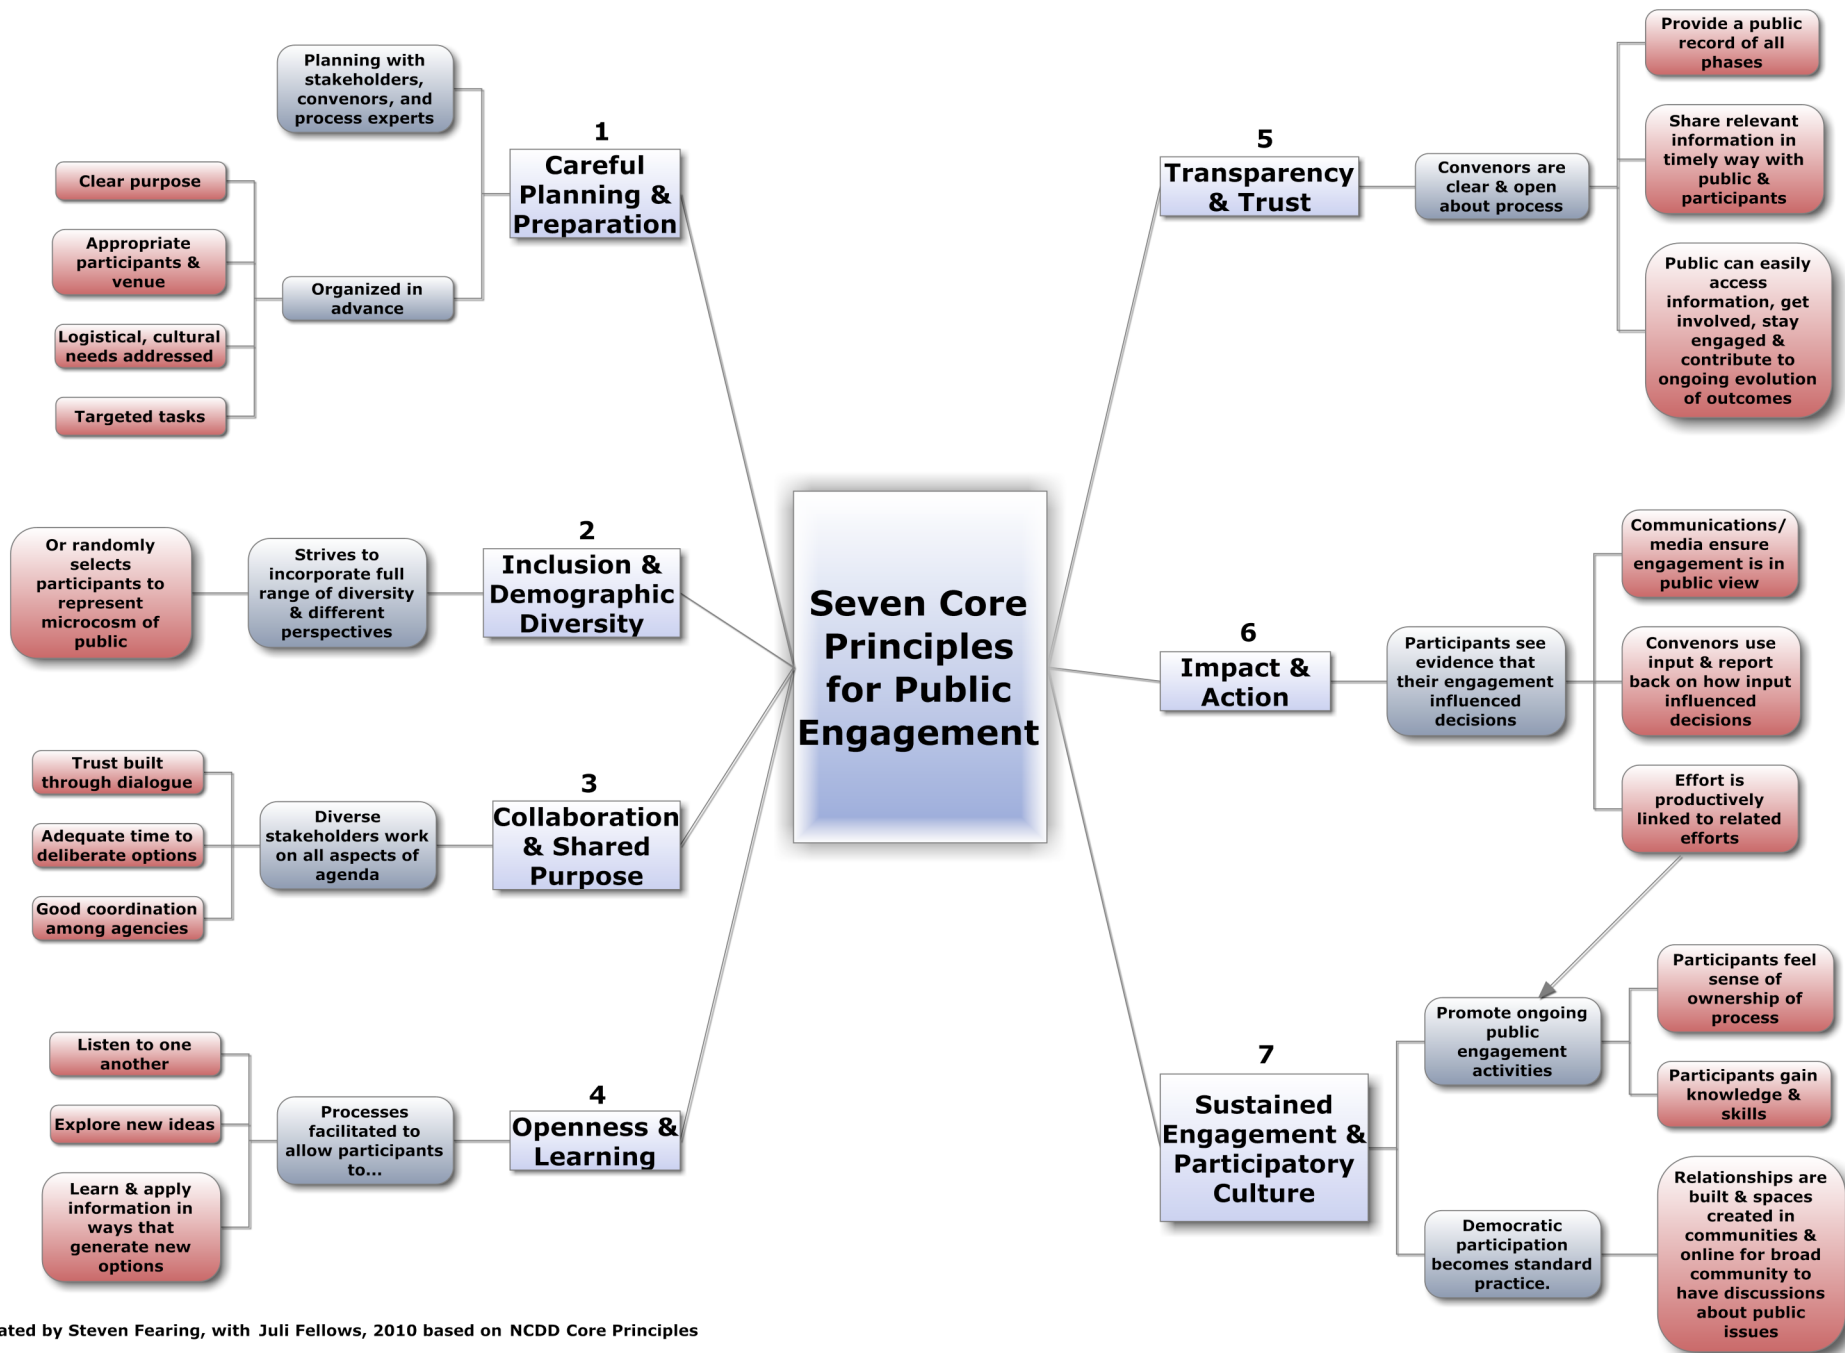 Seven Core
Principles
for Public
Engagement
1
Careful
Planning &
Preparation
Planning with
stakeholders,
convenors, and
process experts
Organized in
advance
Clear purpose
Appropriate
participants &
venue
Logistical, cultural
needs addressed
Targeted tasks
2
Inclusion &
Demographic
Diversity
Strives to
incorporate full
range of diversity
& different
perspectives
Or randomly
selects
participants to
represent
microcosm of
public
3
Collaboration
& Shared
Purpose
Diverse
stakeholders work
on all aspects of
agenda
Trust built
through dialogue
Adequate time to
deliberate options
Good coordination
among agencies
4
Openness &
Learning
Processes
facilitated to
allow participants
to...
Listen to one
another
Explore new ideas
Learn & apply
information in
ways that
generate new
options
5
Transparency
& Trust
Convenors are
clear & open
about process
Provide a public
record of all
phases
Share relevant
information in
timely way with
public &
participants
Public can easily
access
information, get
involved, stay
engaged &
contribute to
ongoing evolution
of outcomes
6
Impact &
Action
Participants see
evidence that
their engagement
influenced
decisions
Communications/
media ensure
engagement is in
public view
Convenors use
input & report
back on how input
influenced
decisions
Effort is
productively
linked to related
efforts
7
Sustained
Engagement &
Participatory
Culture
Promote ongoing
public
engagement
activities
Participants feel
sense of
ownership of
process
Participants gain
knowledge &
skills
Democratic
participation
becomes standard
practice.
Relationships are
built & spaces
created in
communities &
online for broad
community to
have discussions
about public
issues
ated by Steven Fearing, with Juli Fellows, 2010 based on NCDD Core Principles